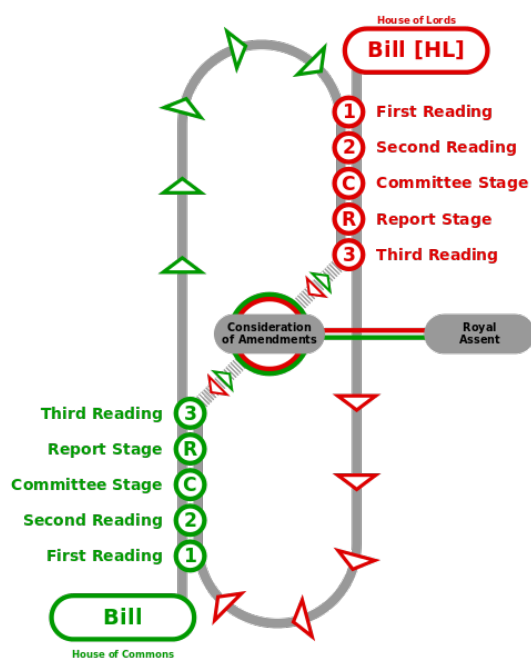 House of Lords
Bill [HL]
1 First Reading
2 Second Reading
C Committee Stage
R Report Stage
3 Third Reading
Consideration
of Amendments
Royal
Assent
Third Reading 3
Report Stage R
Committee Stage C
Second Reading 2
First Reading 1
Bill
House of Commons